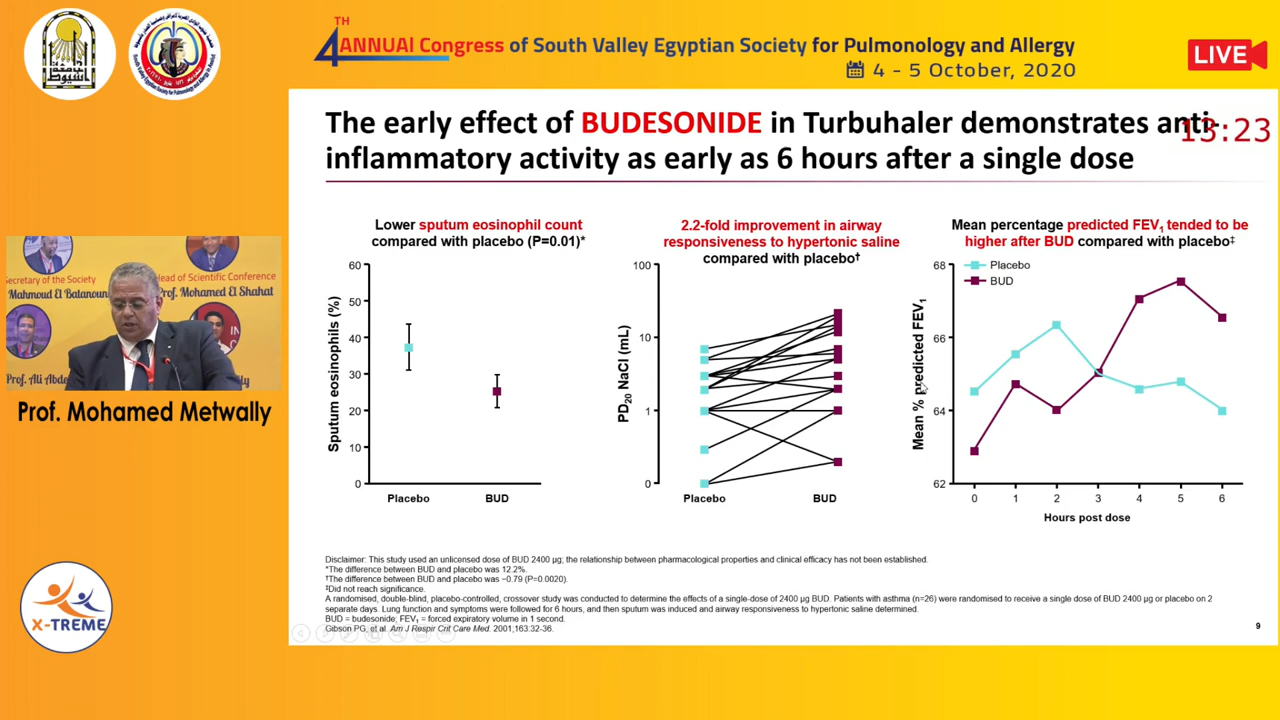 4TH ANNUAl Congress of South Valley Egyptian Society for Pulmonology and Allergy
4 - 5 October, 2020
LIVE
13:23
The early effect of BUDESONIDE in Turbuhaler demonstrates anti-
inflammatory activity as early as 6 hours after a single dose
Lower sputum eosinophil count
compared with placebo (P=0.01)*
Sputum eosinophils (%)
60
50
40
30
20
10
0
Placebo
BUD
2.2-fold improvement in airway
responsiveness to hypertonic saline
compared with placebo†
PD20 NaCl (mL)
100
10
1
0
Placebo
BUD
Mean percentage predicted FEV1 tended to be
higher after BUD compared with placebo‡
Placebo
BUD
Mean % predicted FEV1
68
66
64
62
0 1 2 3 4 5 6
Hours post dose
Secretary of the Society
Mahmoud El Batanoun
Head of Scientific Conference
Prof. Mohamed El Shahat
Prof. Ali Abde
Prof. Mohamed Metwally
X-TREME
Disclaimer: This study used an unlicensed dose of BUD 2400 µg; the relationship between pharmacological properties and clinical efficacy has not been established.
*The difference between BUD and placebo was 12.2%.
†The difference between BUD and placebo was −0.79 (P=0.0020).
‡Did not reach significance.
A randomised, double-blind, placebo-controlled, crossover study was conducted to determine the effects of a single-dose of 2400 µg BUD. Patients with asthma (n=26) were randomised to receive a single dose of BUD 2400 µg or placebo on 2
separate days. Lung function and symptoms were followed for 6 hours, and then sputum was induced and airway responsiveness to hypertonic saline determined.
BUD = budesonide; FEV1 = forced expiratory volume in 1 second.
Gibson PG, et al. Am J Respir Crit Care Med. 2001;163:32-36.
9